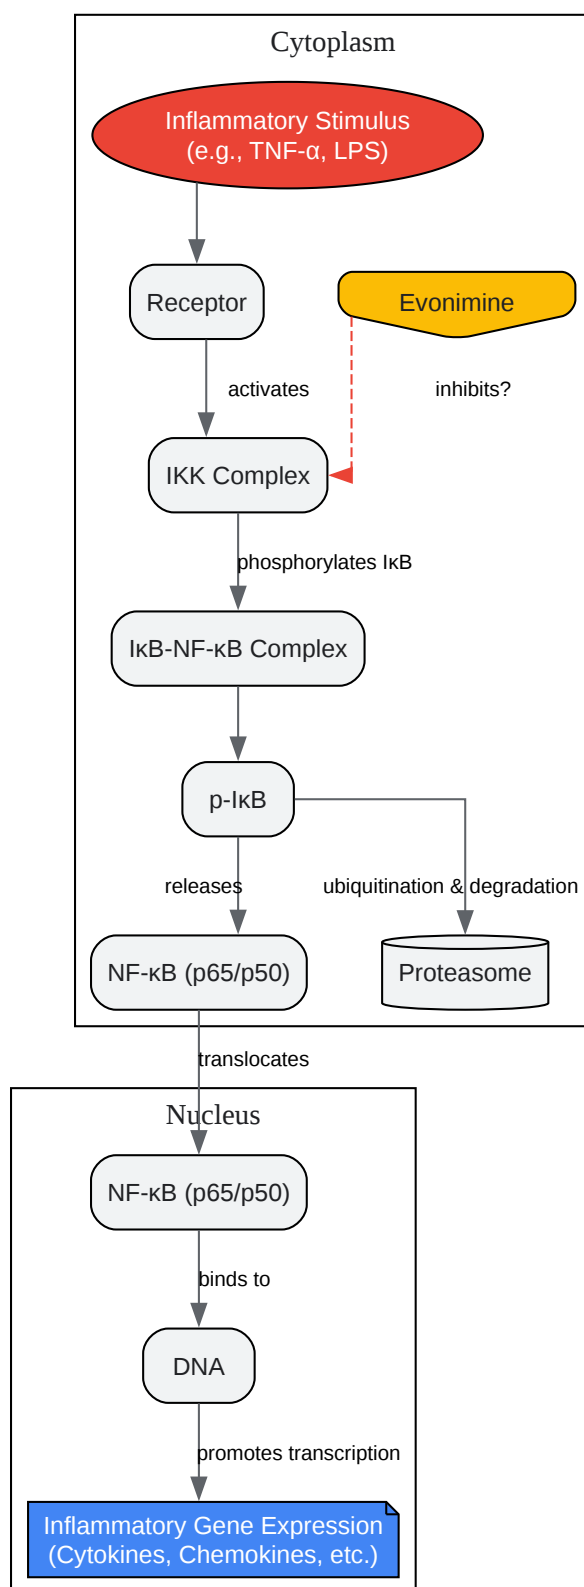 Cytoplasm
Inflammatory Stimulus
(e.g., TNF-α, LPS)
Receptor
Evonimine
activates
inhibits?
IKK Complex
phosphorylates IκB
IκB-NF-κB Complex
p-IκB
releases
ubiquitination & degradation
NF-κB (p65/p50)
Proteasome
translocates
Nucleus
NF-κB (p65/p50)
binds to
DNA
promotes transcription
Inflammatory Gene Expression
(Cytokines, Chemokines, etc.)